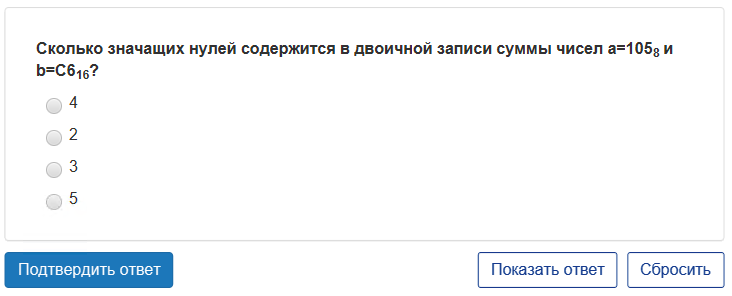 Сколько значащих нулей содержится в двоичной записи суммы чисел a=105₈ и
b=C6₁₆?
4
2
3
5
Подтвердить ответ
Показать ответ
Сбросить